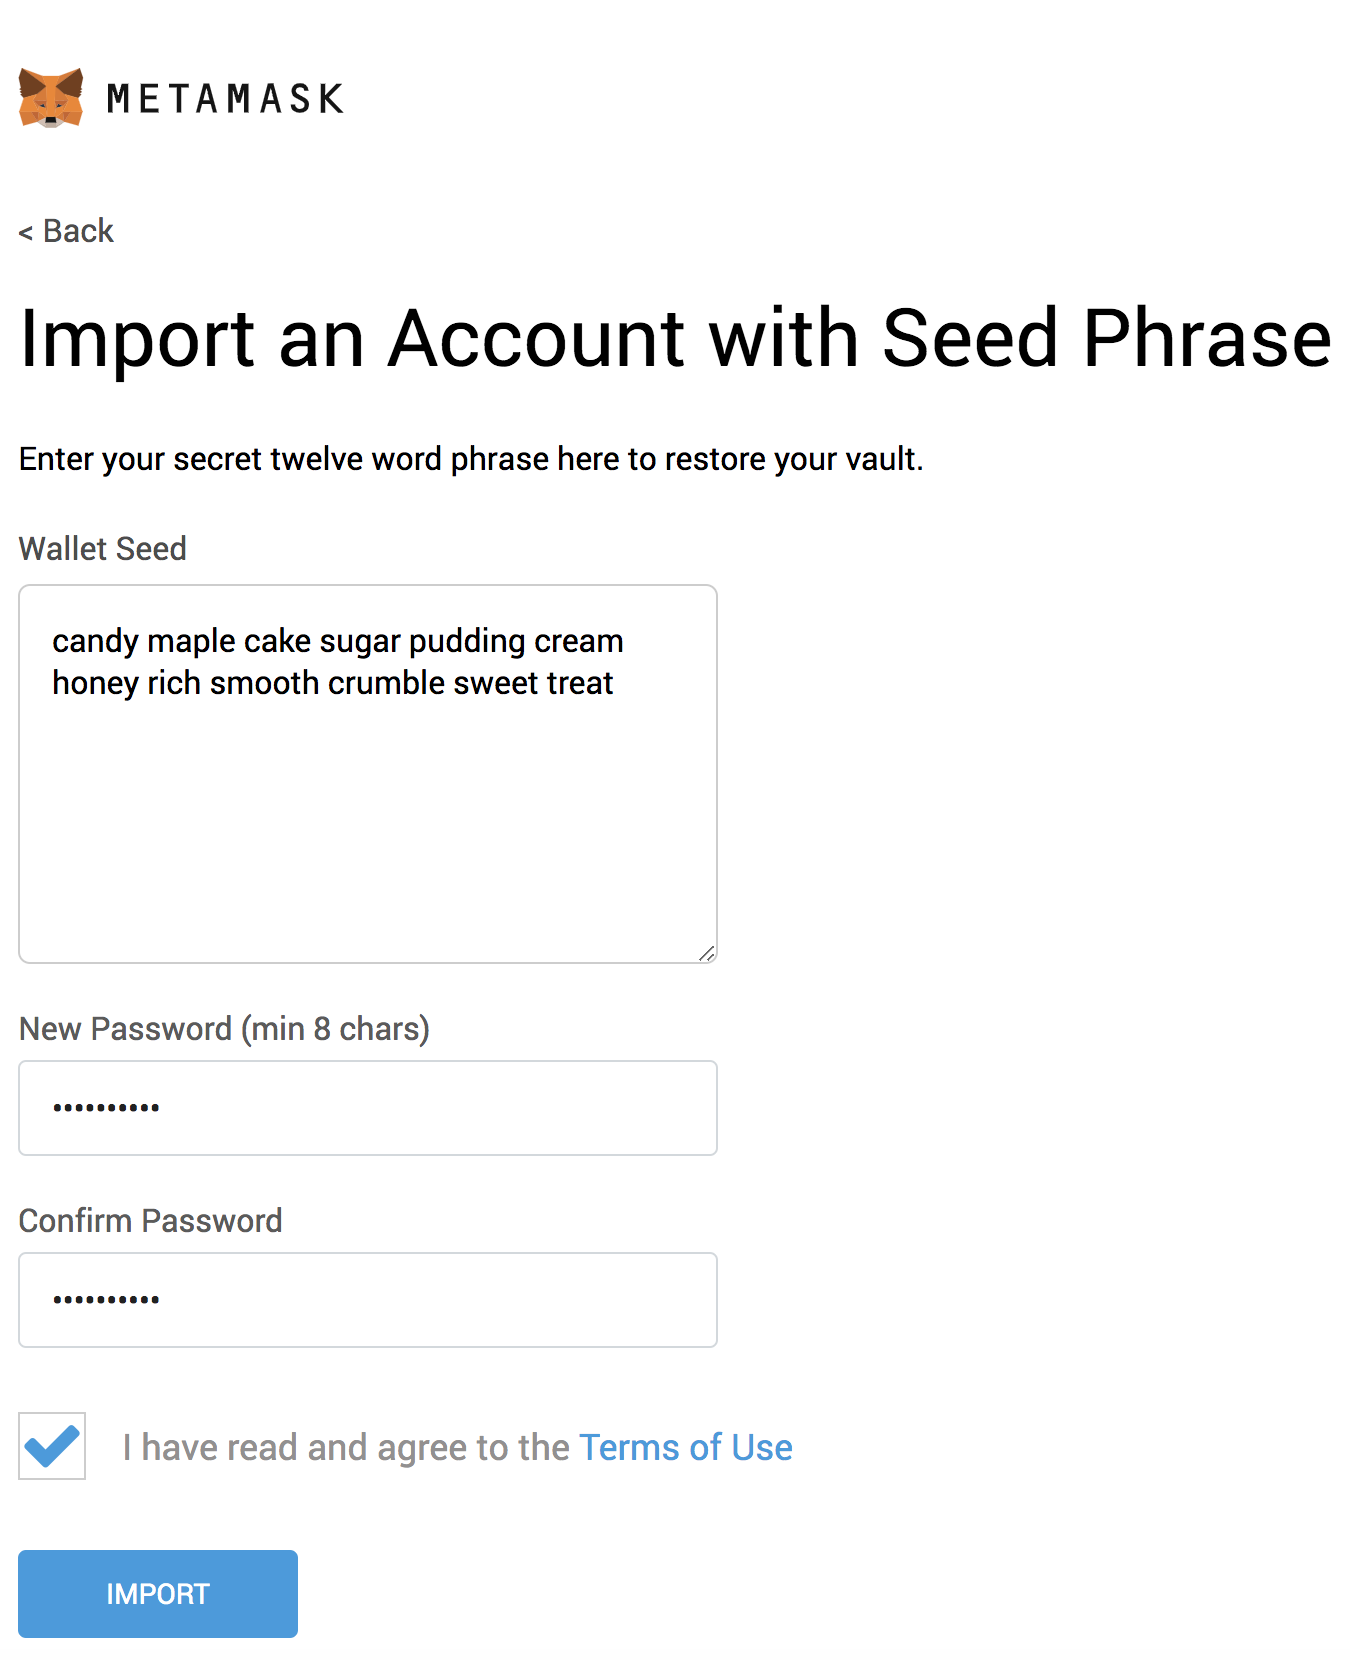 METAMASK
< Back
Import an Account with Seed Phrase
Enter your secret twelve word phrase here to restore your vault.
Wallet Seed
candy maple cake sugar pudding cream
honey rich smooth crumble sweet treat
New Password (min 8 chars)
••••••••••
Confirm Password
••••••••••
I have read and agree to the Terms of Use
IMPORT